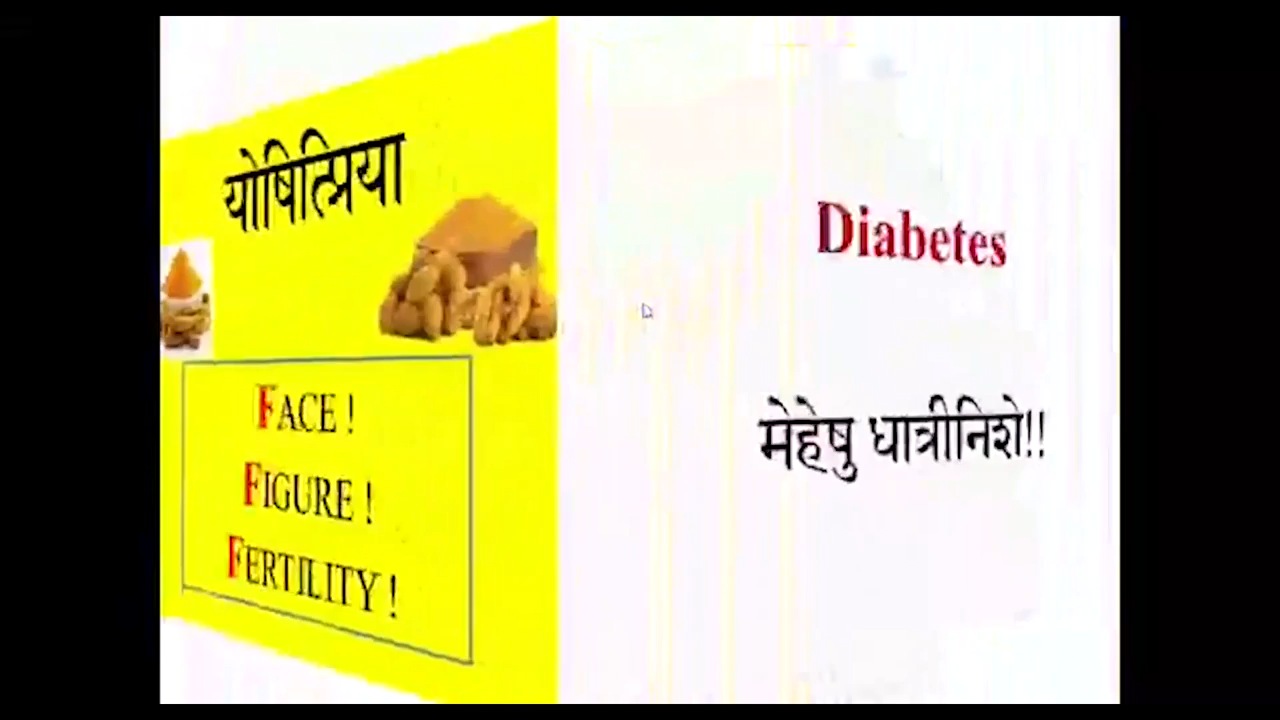 योषित्प्रिया
FACE !
FIGURE !
FERTILITY !
Diabetes
मेहेषु धात्रीनिशे!!